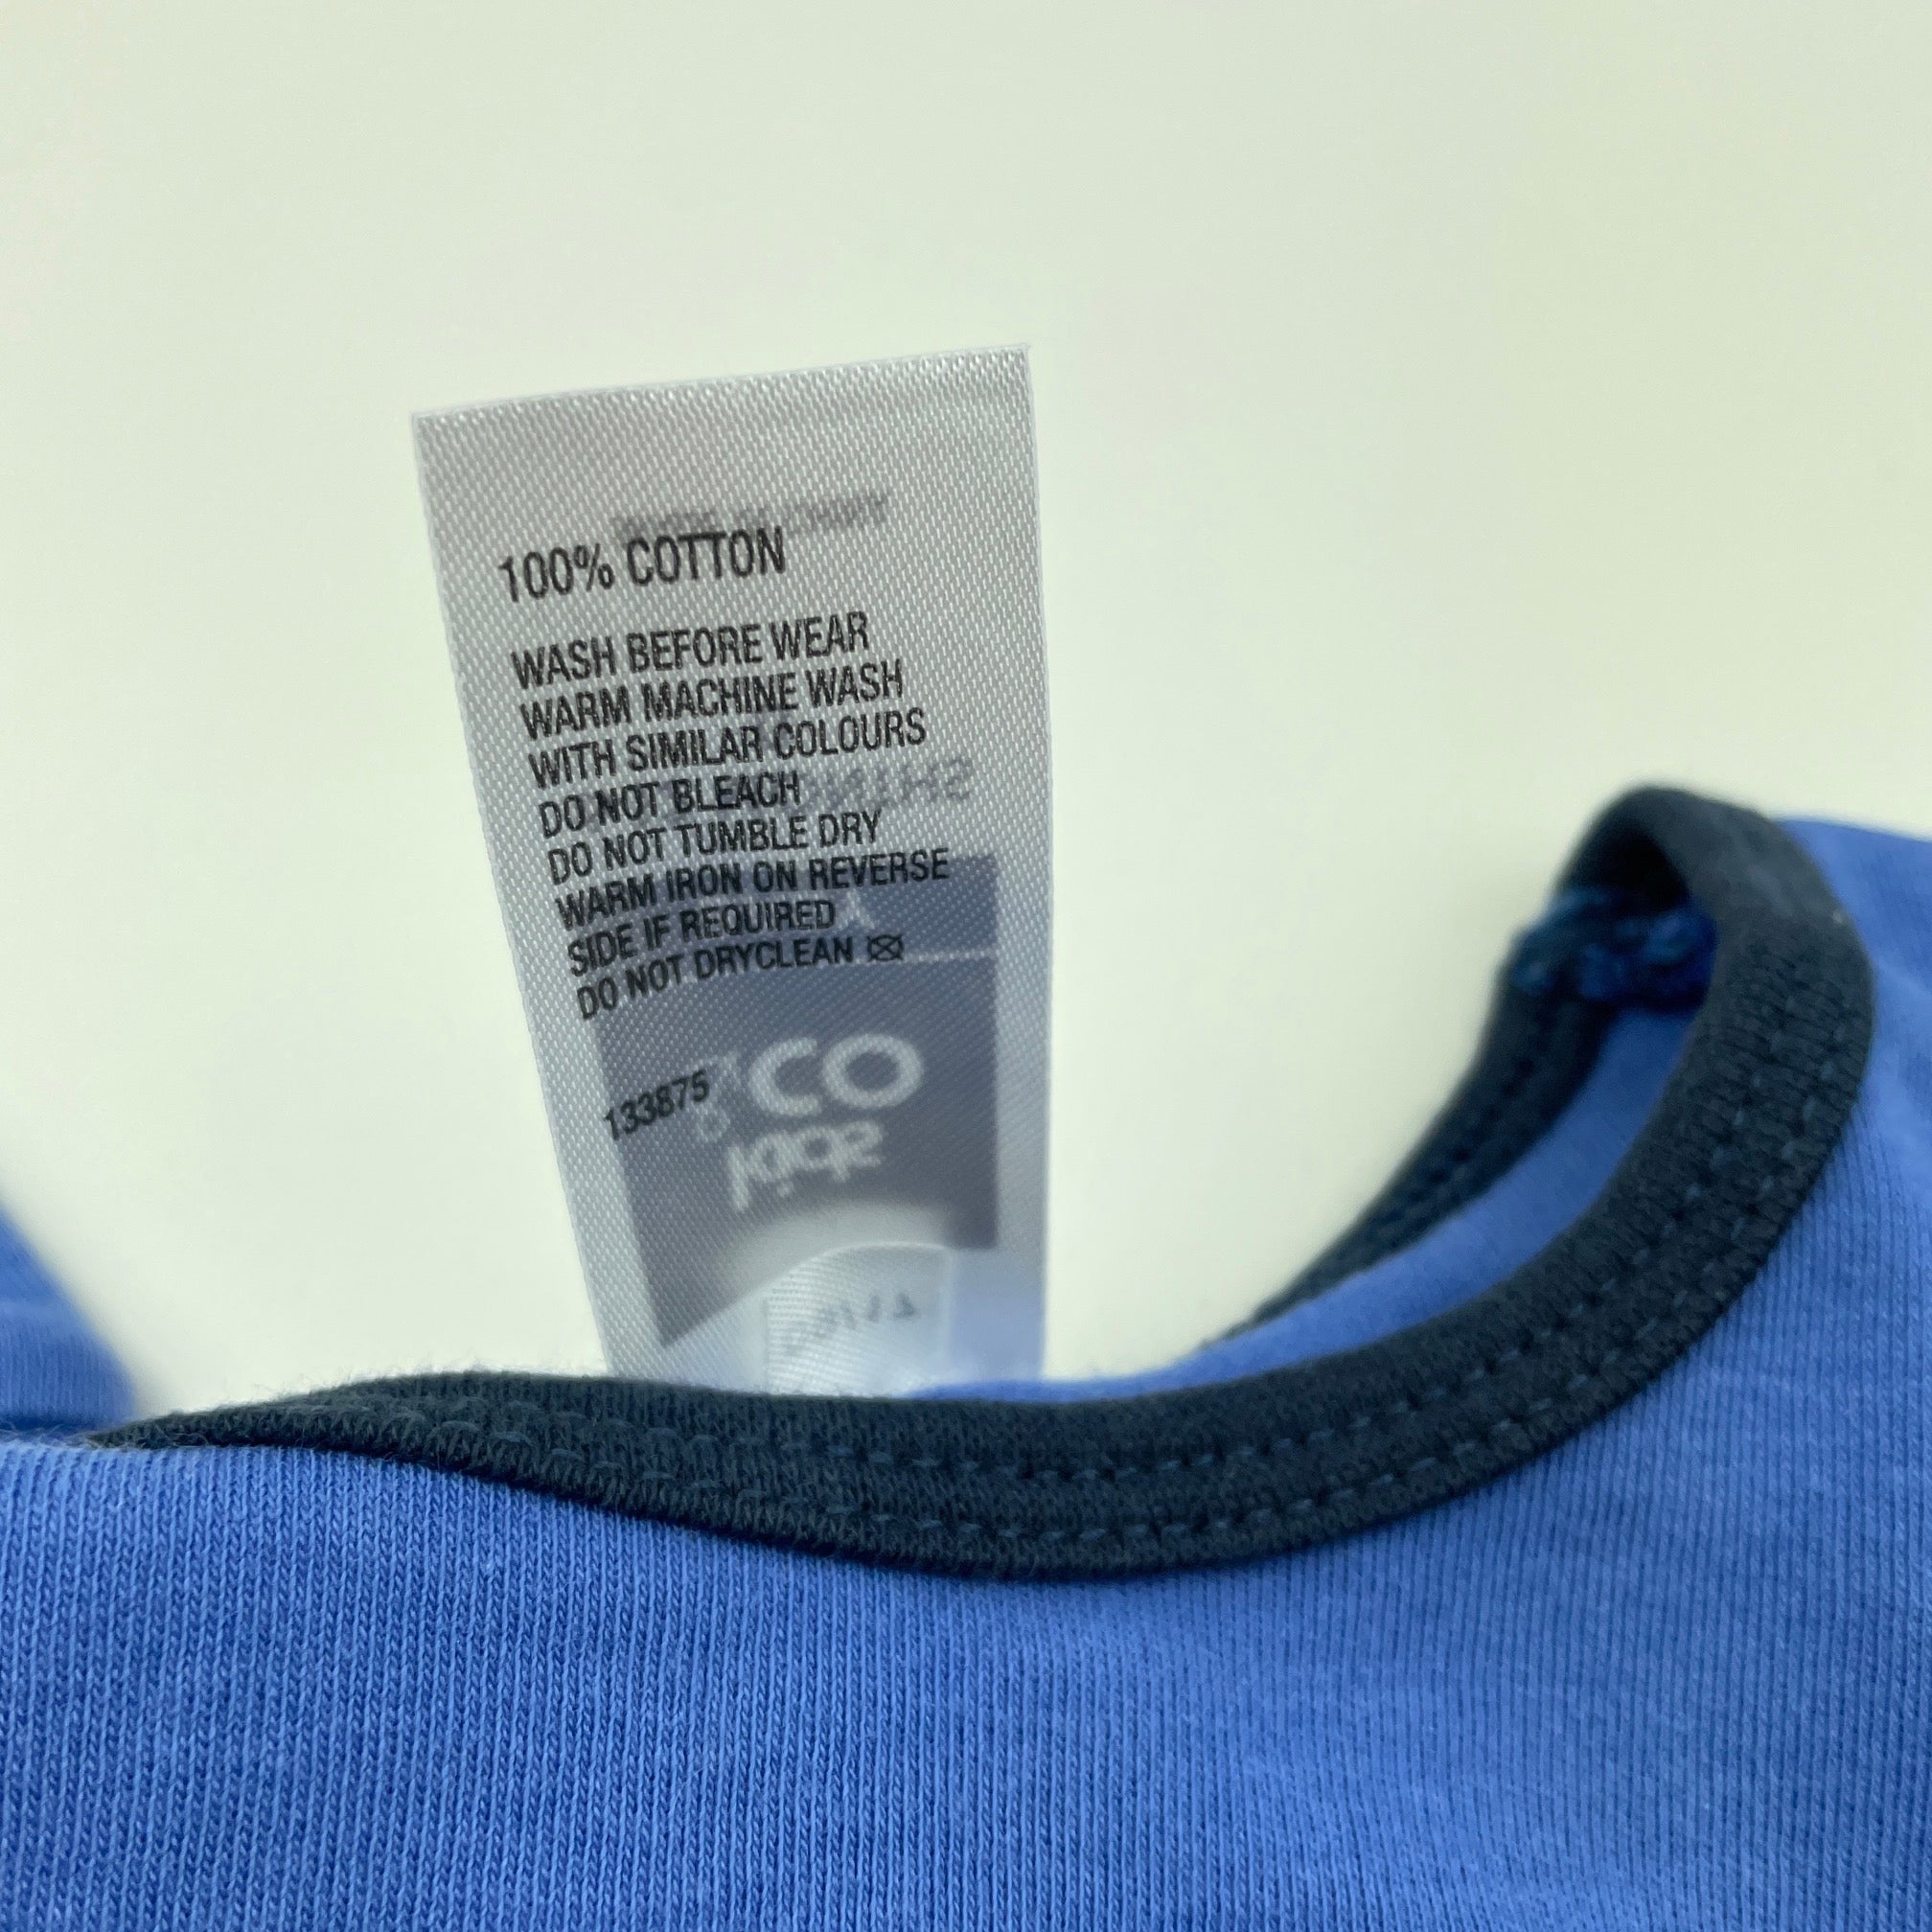 100% COTTON
WASH BEFORE WEAR
WARM MACHINE WASH
WITH SIMILAR COLOURS
DO NOT BLEACH
DO NOT TUMBLE DRY
WARM IRON ON REVERSE
SIDE IF REQUIRED
DO NOT DRYCLEAN
133875